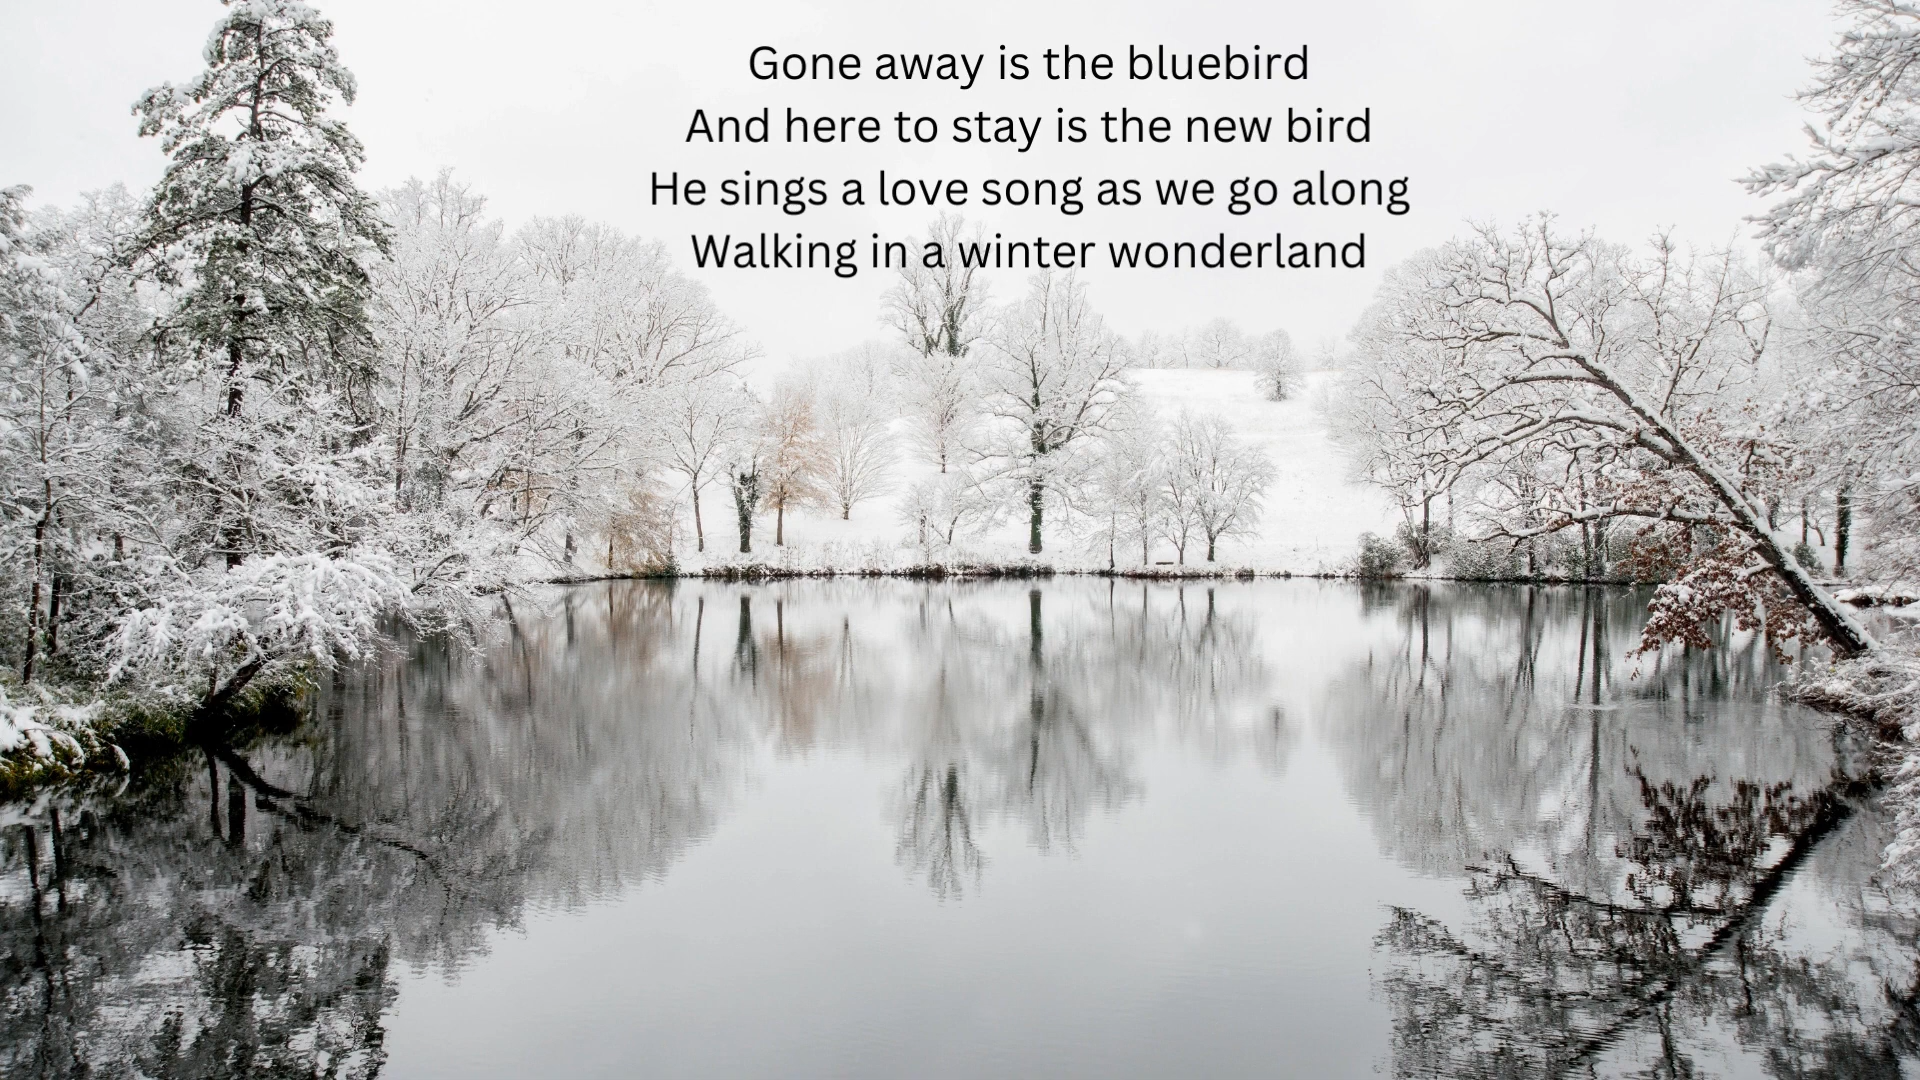 Gone away is the bluebird
And here to stay is the new bird
He sings a love song as we go along
Walking in a winter wonderland